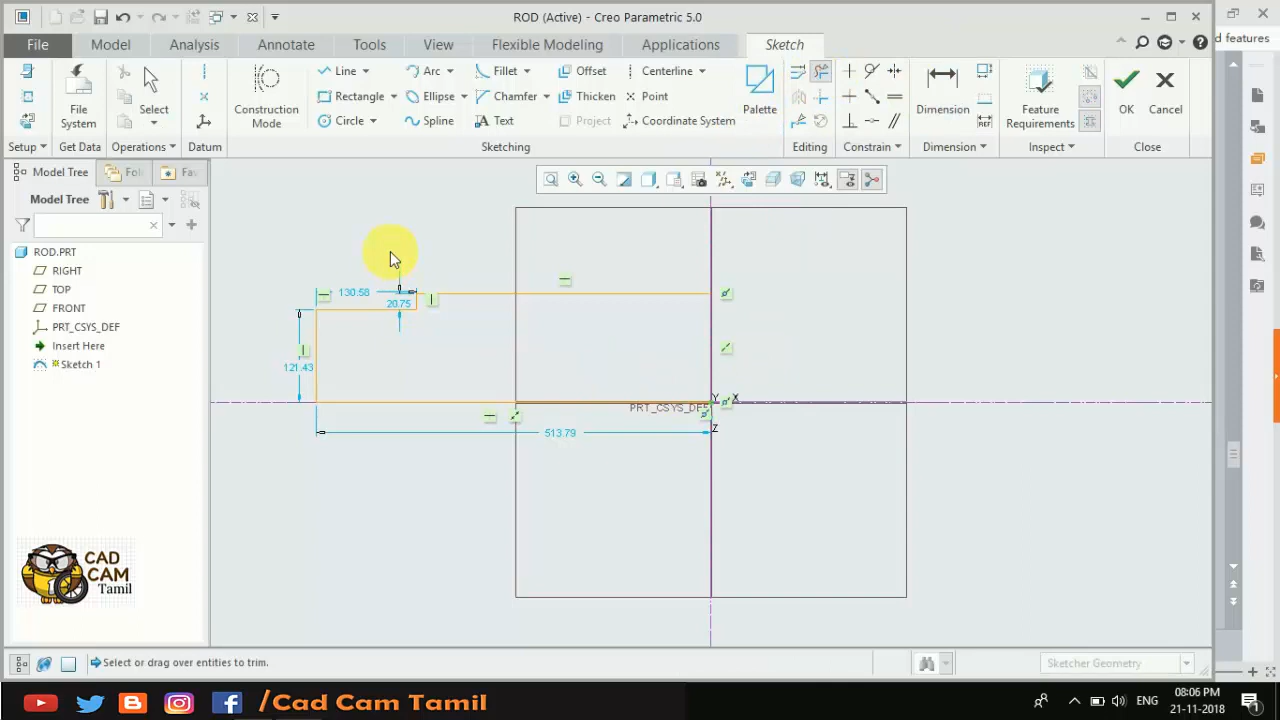 ROD (Active) - Creo Parametric 5.0
File Model Analysis Annotate Tools View Flexible Modeling Applications Sketch
d features
File System
Select
Construction Mode
Line
Rectangle
Circle
Arc
Ellipse
Spline
Fillet
Chamfer
Text
Offset
Thicken
Project
Centerline
Point
Coordinate System
Palette
Dimension
Feature Requirements
OK
Cancel
Setup Get Data Operations Datum Sketching Editing Constrain Dimension Inspect Close
Model Tree Fol Fav
Model Tree
ROD.PRT
RIGHT
TOP
FRONT
PRT_CSYS_DEF
Insert Here
Sketch 1
130.58
20.75
121.43
513.79
PRT_CSYS_DEF
Y X
Z
CAD
CAM
Tamil
Select or drag over entities to trim.
Sketcher Geometry
/Cad Cam Tamil
ENG
08:06 PM
21-11-2018
1